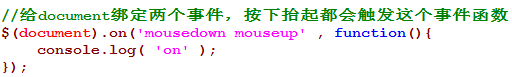 //给document绑定两个事件，按下抬起都会触发这个事件函数
$(document).on('mousedown mouseup' , function(){
    console.log( 'on' );
});